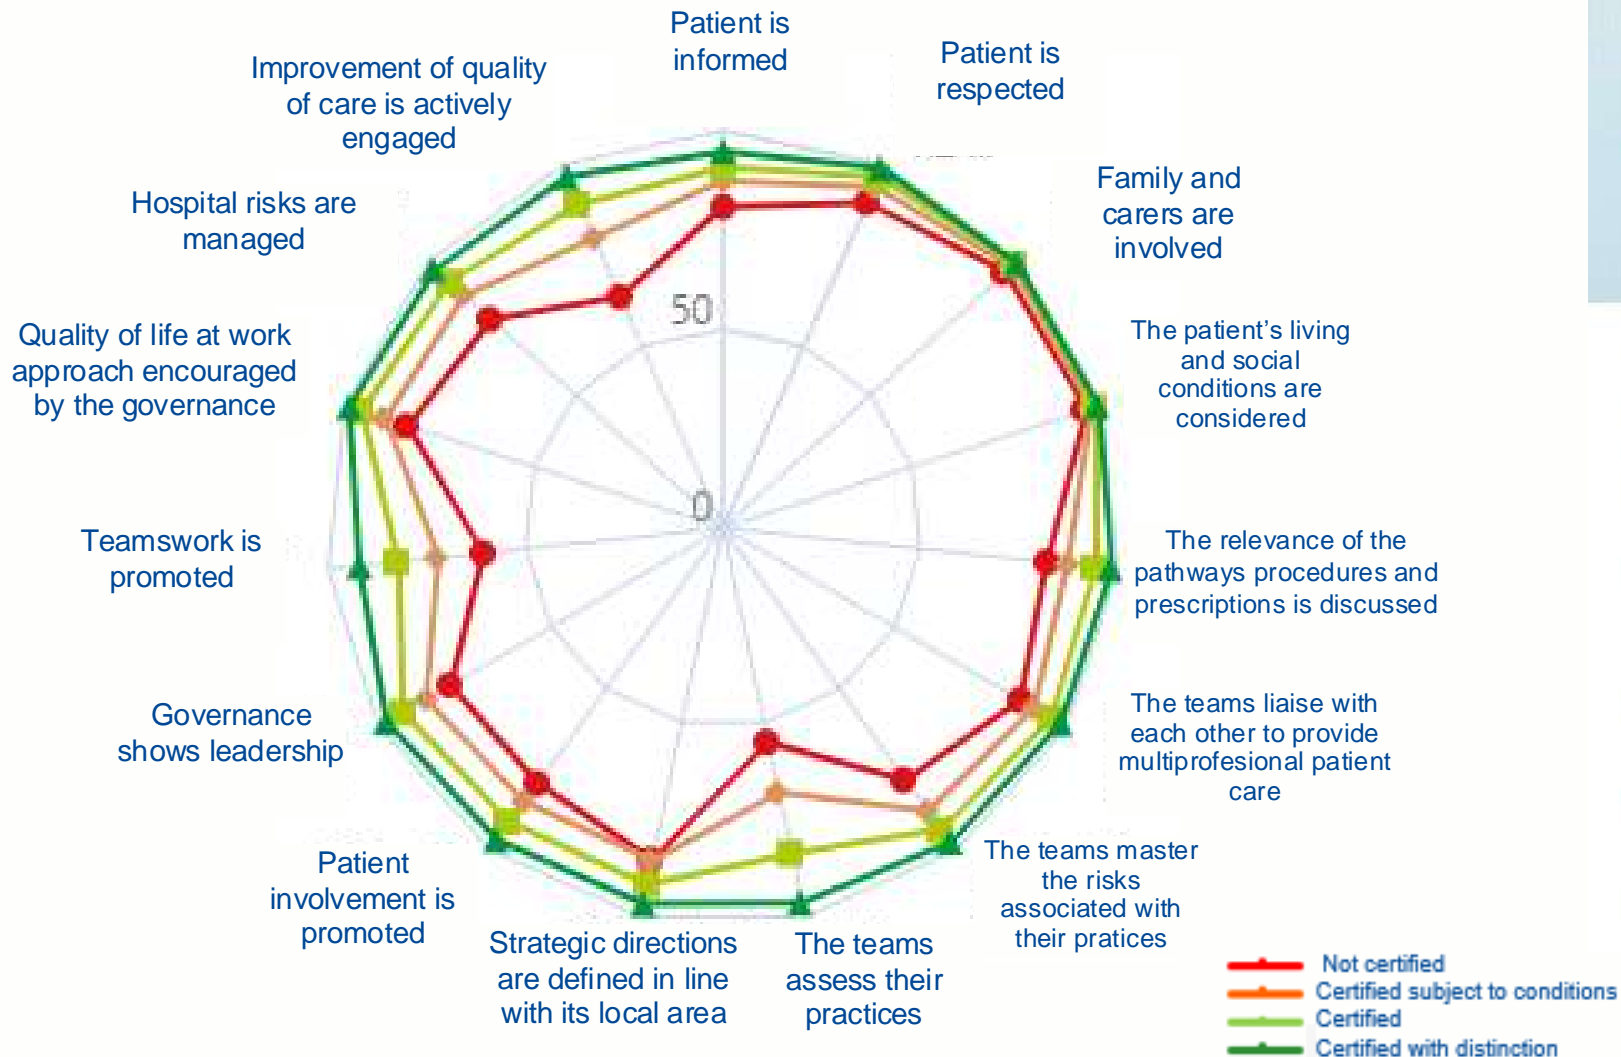 Patient is
informed
Patient is
respected
Improvement of quality
of care is actively
engaged
Family and
carers are
involved
Hospital risks are
managed
50
The patient's living
and social
conditions are
considered
Quality of life at work
approach encouraged
by the governance
0
Teamswork is
promoted
The relevance of the
pathways procedures and
prescriptions is discussed
Governance
shows leadership
The teams liaise with
each other to provide
multiprofesional patient
care
Patient
involvement is
promoted
The teams master
the risks
associated with
their pratices
Strategic directions
are defined in line
with its local area
The teams
assess their
practices
Not certified
Certified subject to conditions
Certified
Certified with distinction